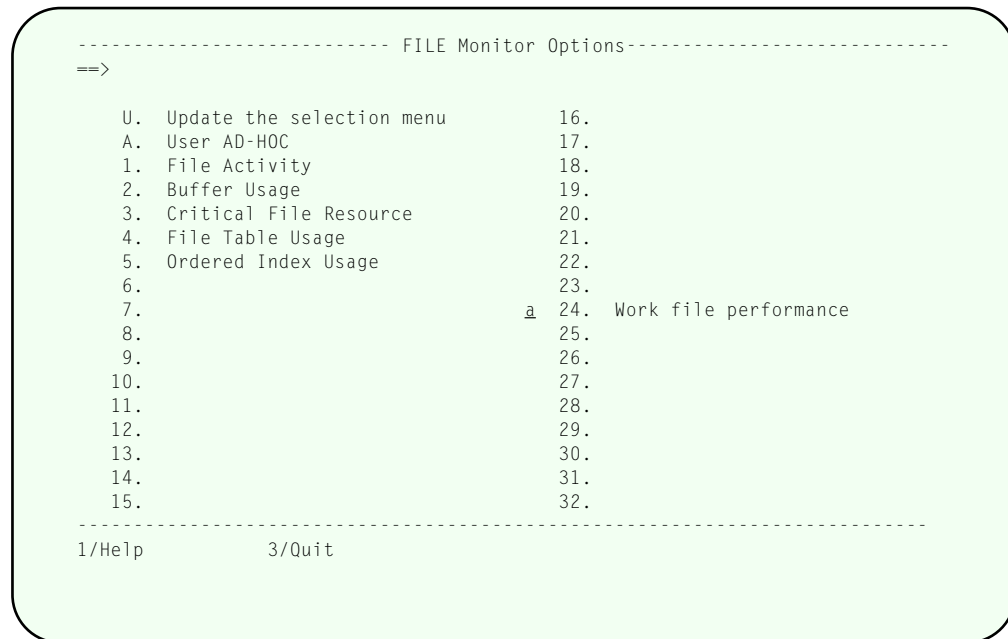 ---------------------------- FILE Monitor Options-----------------------------
==>
U. Update the selection menu 16.
A. User AD-HOC 17.
1. File Activity 18.
2. Buffer Usage 19.
3. Critical File Resource 20.
4. File Table Usage 21.
5. Ordered Index Usage 22.
6. 23.
7. a 24. Work file performance
8. 25.
9. 26.
10. 27.
11. 28.
12. 29.
13. 30.
14. 31.
15. 32.
----------------------------------------------------------------------------
1/Help 3/Quit